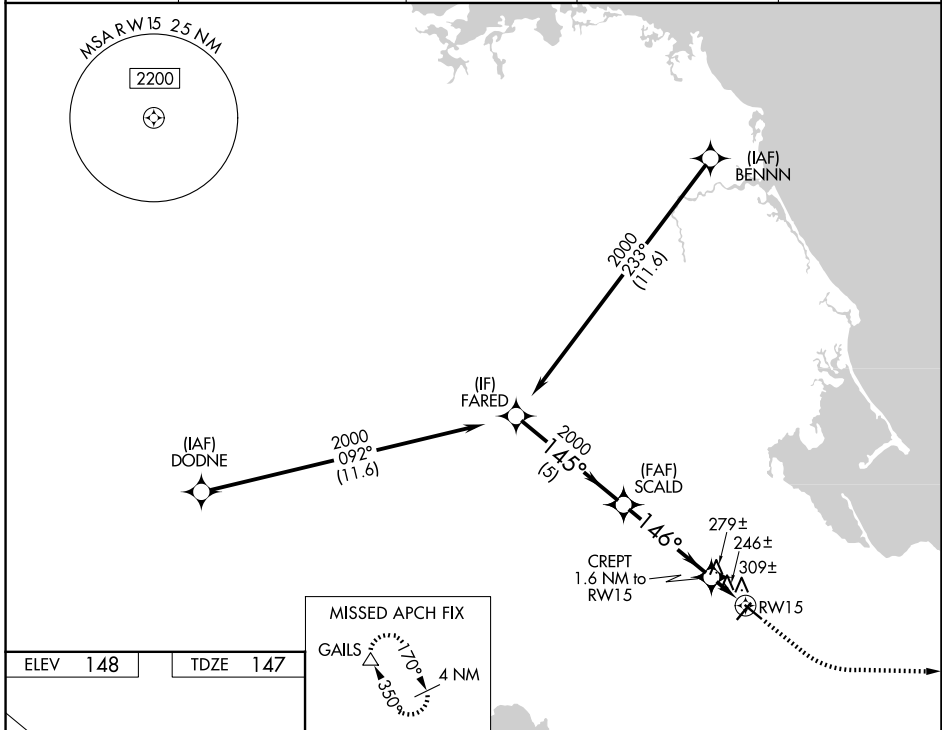 MSA RW15 25 NM
2200
(IAF)
BENNN
2000
233°
(11.6)
(IF)
FARED
(IAF)
DODNE
2000
092°
(11.6)
2000
145°
(5)
(FAF)
SCALD
146°
279±
246±
309±
CREPT
1.6 NM to
RW15
RW15
MISSED APCH FIX
GAILS
170°
4 NM
350°
ELEV 148
TDZE 147